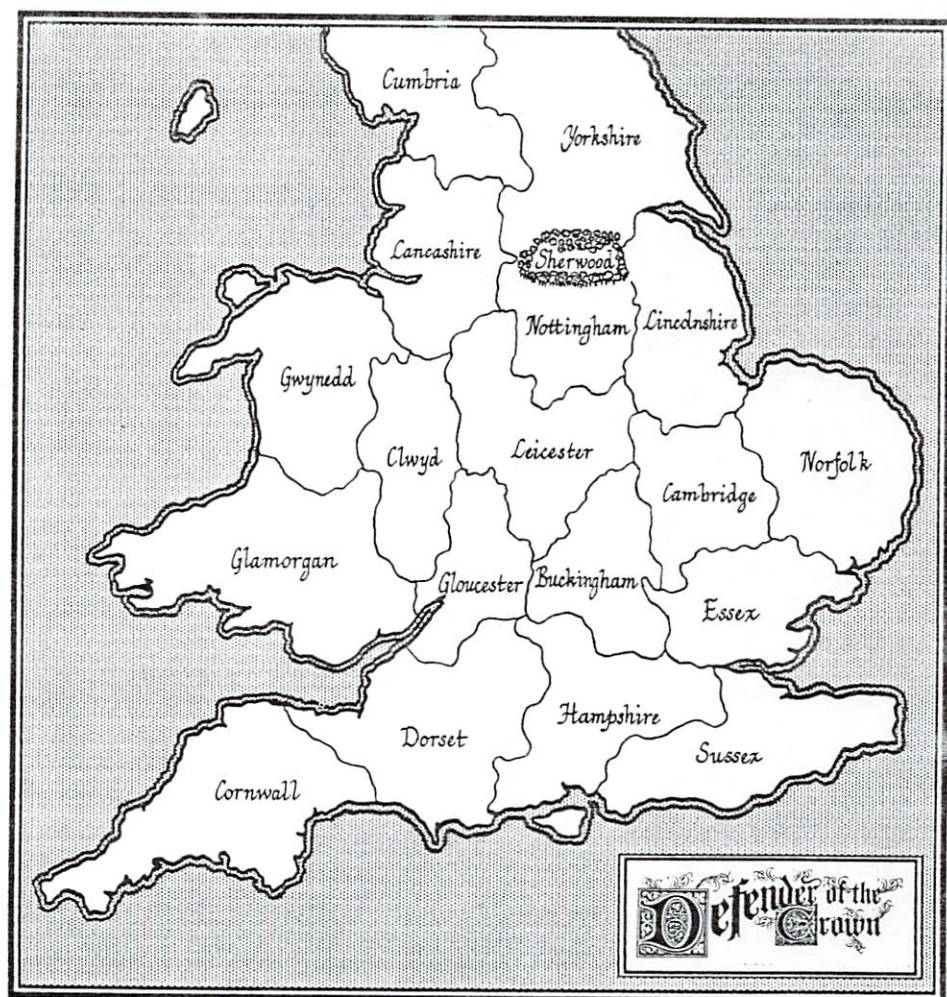 Cumbria
Yorkshire
Lancashire
Sherwood
Nottingham
Lincolnshire
Gwynedd
Clwyd
Leicester
Norfolk
Cambridge
Glamorgan
Gloucester
Buckingham
Essex
Hampshire
Dorset
Sussex
Cornwall
Defender of the
Crown